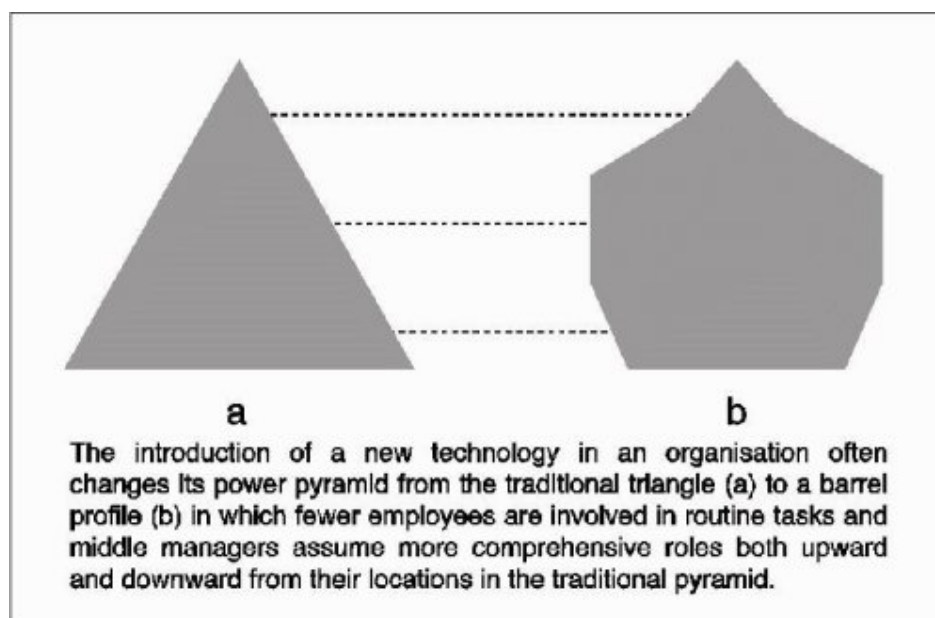 a
b
The introduction of a new technology in an organisation often
changes its power pyramid from the traditional triangle (a) to a barrel
profile (b) in which fewer employees are involved in routine tasks and
middle managers assume more comprehensive roles both upward
and downward from their locations in the traditional pyramid.